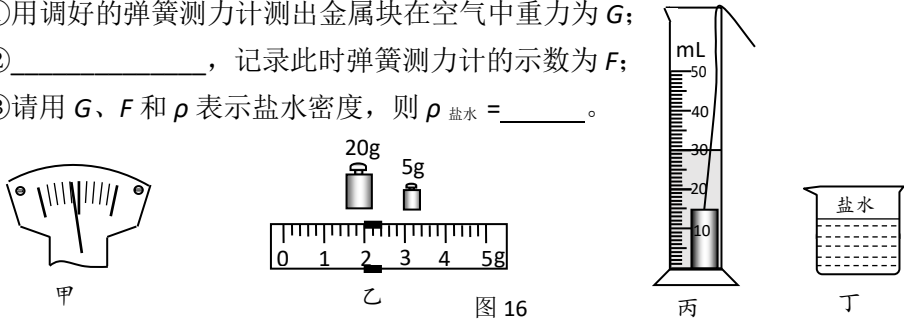 ①用调好的弹簧测力计测出金属块在空气中重力为 G；
②______________，记录此时弹簧测力计的示数为 F；
③请用 G、F 和 ρ 表示盐水密度，则 ρ 盐水 =______。
mL
50
40
30
20
10
20g
5g
0 1 2 3 4 5g
盐水
甲
乙
图 16
丙
丁